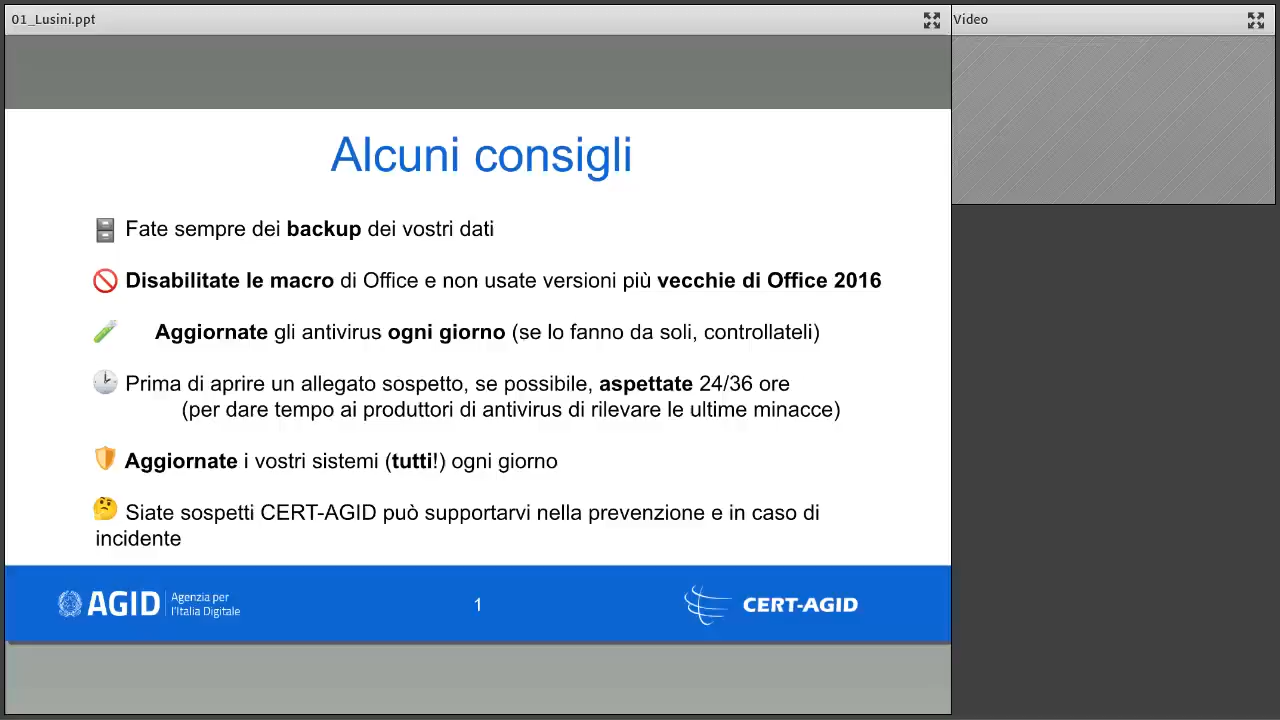 01_Lusini.ppt
Video
Alcuni consigli
Fate sempre dei backup dei vostri dati
Disabilitate le macro di Office e non usate versioni più vecchie di Office 2016
Aggiornate gli antivirus ogni giorno (se lo fanno da soli, controllateli)
Prima di aprire un allegato sospetto, se possibile, aspettate 24/36 ore
(per dare tempo ai produttori di antivirus di rilevare le ultime minacce)
Aggiornate i vostri sistemi (tutti!) ogni giorno
Siate sospetti CERT-AGID può supportarvi nella prevenzione e in caso di
incidente
AGID
Agenzia per
l'Italia Digitale
1
CERT-AGID